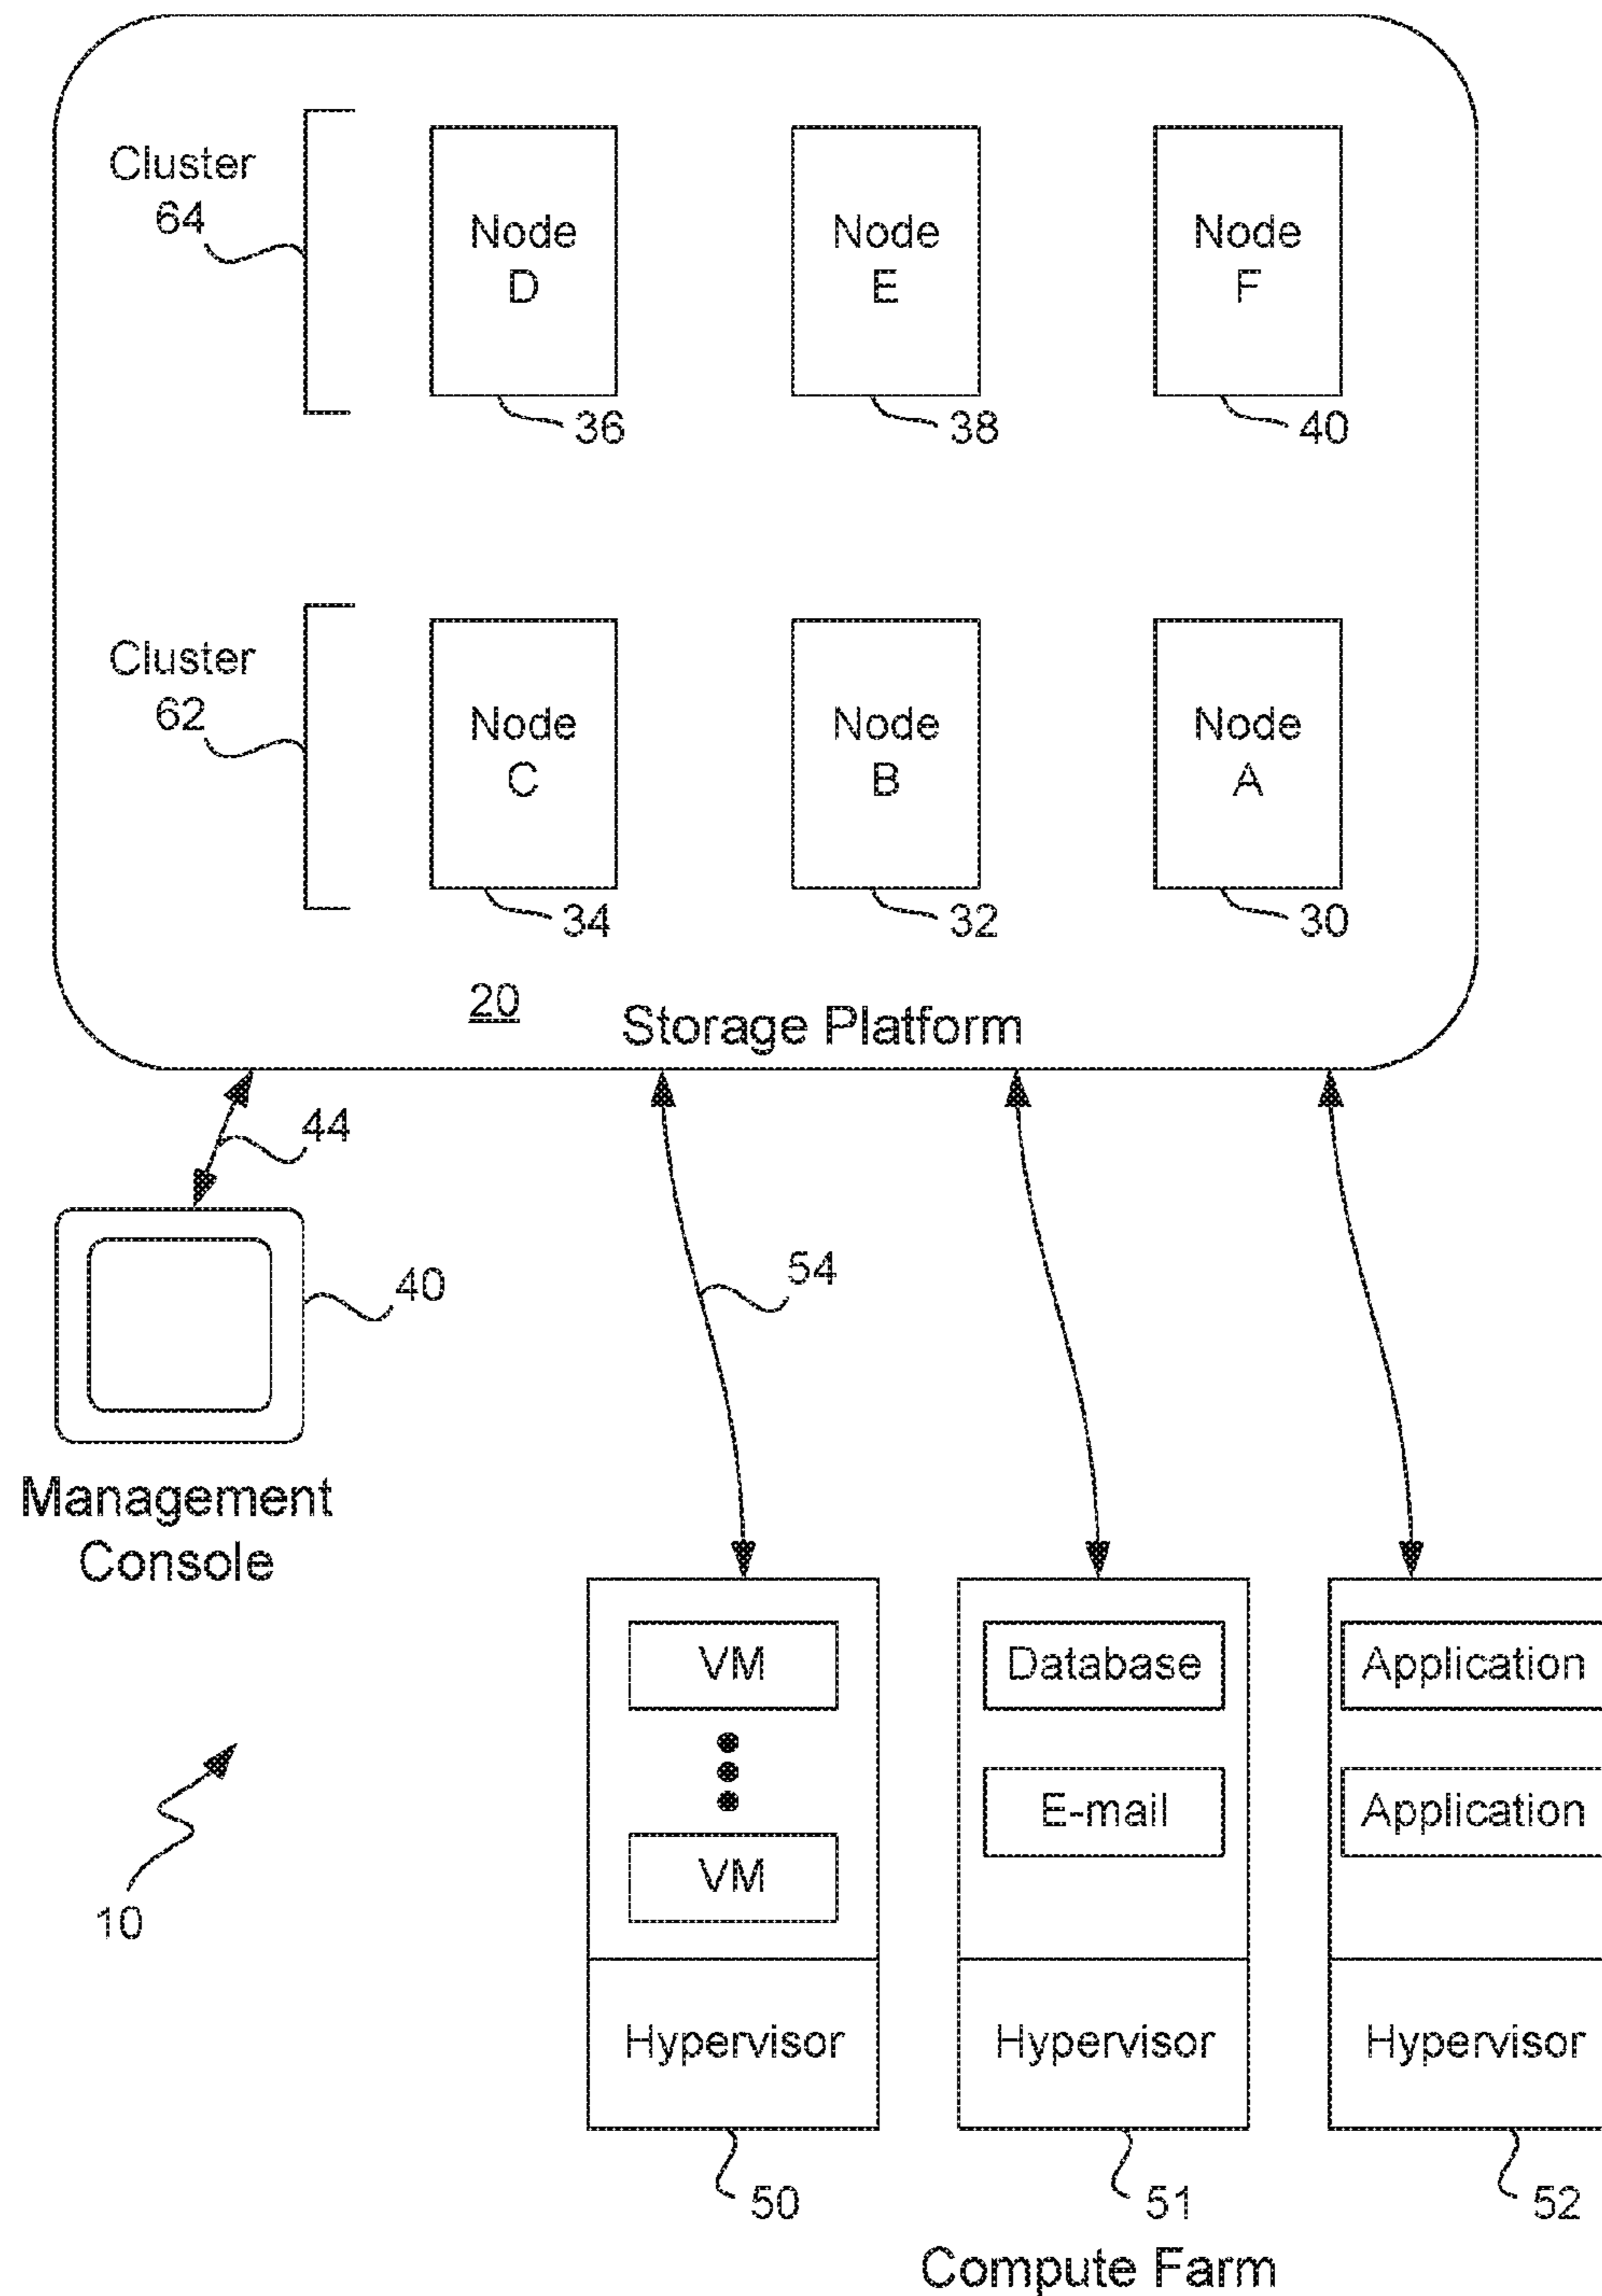 Cluster
64
Node
D
Node
E
Node
F
36
38
40
Cluster
62
Node
C
Node
B
Node
A
34
32
30
20
Storage Platform
44
40
54
Management
Console
VM
Database
Application
E-mail
Application
VM
10
Hypervisor
Hypervisor
Hypervisor
50
51
52
Compute Farm